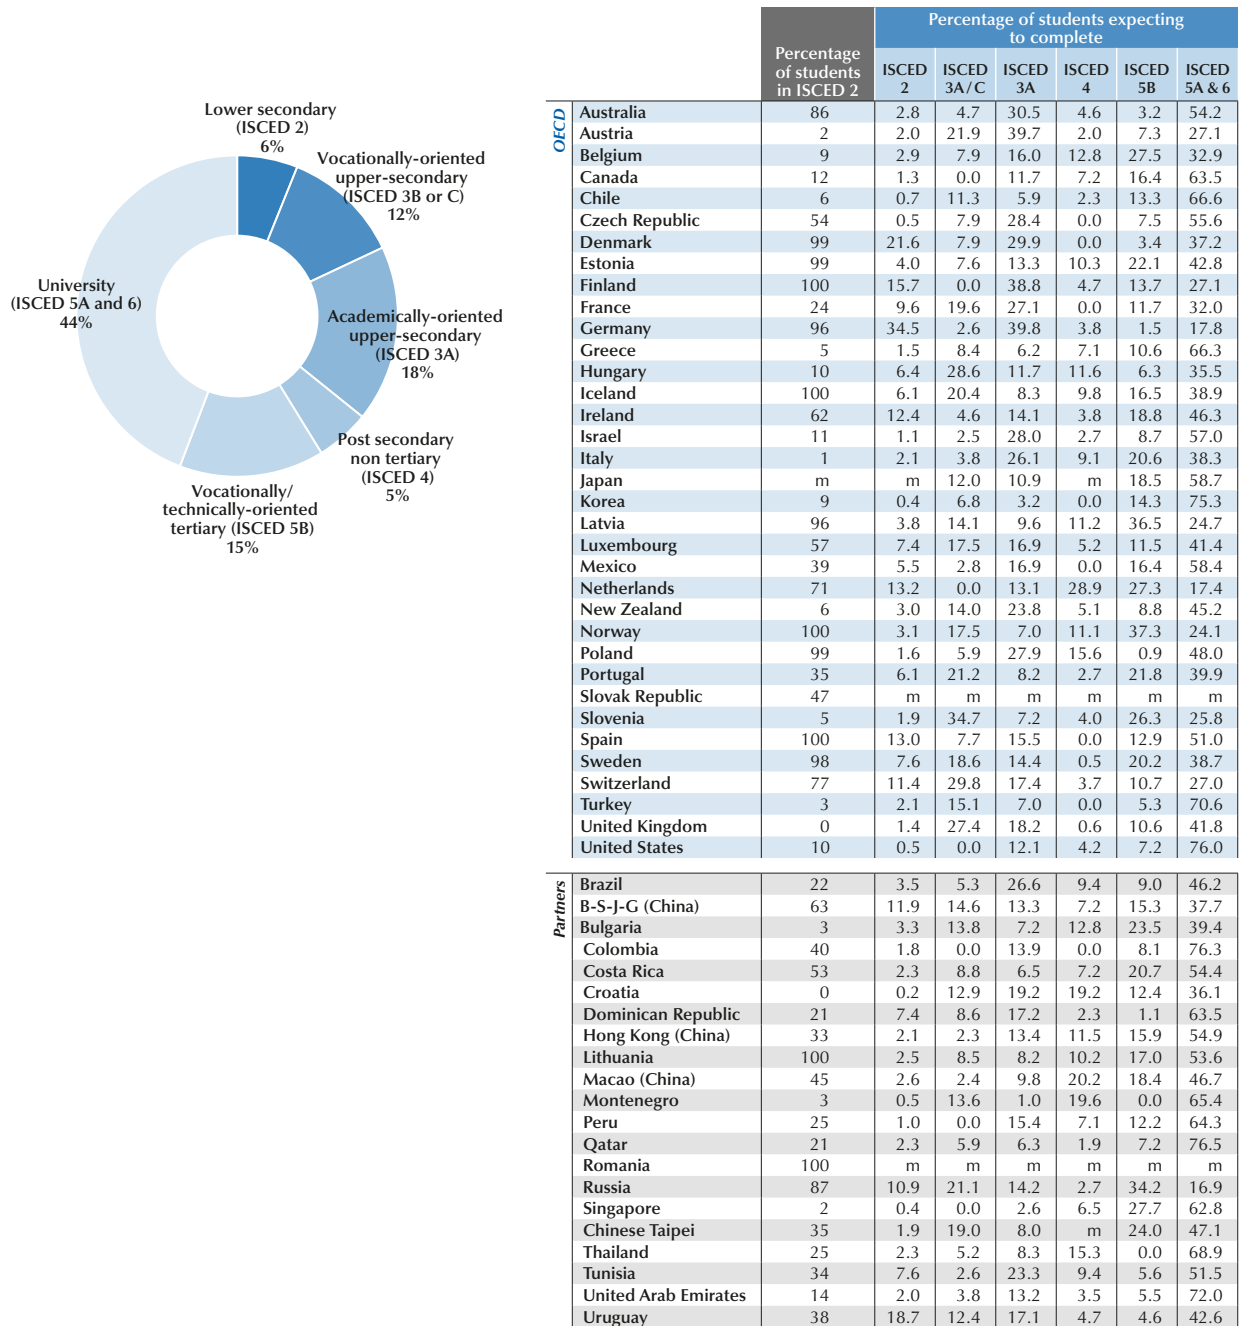 Lower secondary
(ISCED 2)
6%
Vocationally-oriented
upper-secondary
(ISCED 3B or C)
12%
University
(ISCED 5A and 6)
44%
Academically-oriented
upper-secondary
(ISCED 3A)
18%
Post secondary
non tertiary
(ISCED 4)
5%
Vocationally/
technically-oriented
tertiary (ISCED 5B)
15%
Percentage
of students
in ISCED 2
Percentage of students expecting
to complete
ISCED 2 ISCED 3A/C ISCED 3A ISCED 4 ISCED 5B ISCED 5A & 6
OECD
Australia 86 2.8 4.7 30.5 4.6 3.2 54.2
Austria 2 2.0 21.9 39.7 2.0 7.3 27.1
Belgium 9 2.9 7.9 16.0 12.8 27.5 32.9
Canada 12 1.3 0.0 11.7 7.2 16.4 63.5
Chile 6 0.7 11.3 5.9 2.3 13.3 66.6
Czech Republic 54 0.5 7.9 28.4 0.0 7.5 55.6
Denmark 99 21.6 7.9 29.9 0.0 3.4 37.2
Estonia 99 4.0 7.6 13.3 10.3 22.1 42.8
Finland 100 15.7 0.0 38.8 4.7 13.7 27.1
France 24 9.6 19.6 27.1 0.0 11.7 32.0
Germany 96 34.5 2.6 39.8 3.8 1.5 17.8
Greece 5 1.5 8.4 6.2 7.1 10.6 66.3
Hungary 10 6.4 28.6 11.7 11.6 6.3 35.5
Iceland 100 6.1 20.4 8.3 9.8 16.5 38.9
Ireland 62 12.4 4.6 14.1 3.8 18.8 46.3
Israel 11 1.1 2.5 28.0 2.7 8.7 57.0
Italy 1 2.1 3.8 26.1 9.1 20.6 38.3
Japan m m 12.0 10.9 m 18.5 58.7
Korea 9 0.4 6.8 3.2 0.0 14.3 75.3
Latvia 96 3.8 14.1 9.6 11.2 36.5 24.7
Luxembourg 57 7.4 17.5 16.9 5.2 11.5 41.4
Mexico 39 5.5 2.8 16.9 0.0 16.4 58.4
Netherlands 71 13.2 0.0 13.1 28.9 27.3 17.4
New Zealand 6 3.0 14.0 23.8 5.1 8.8 45.2
Norway 100 3.1 17.5 7.0 11.1 37.3 24.1
Poland 99 1.6 5.9 27.9 15.6 0.9 48.0
Portugal 35 6.1 21.2 8.2 2.7 21.8 39.9
Slovak Republic 47 m m m m m m
Slovenia 5 1.9 34.7 7.2 4.0 26.3 25.8
Spain 100 13.0 7.7 15.5 0.0 12.9 51.0
Sweden 98 7.6 18.6 14.4 0.5 20.2 38.7
Switzerland 77 11.4 29.8 17.4 3.7 10.7 27.0
Turkey 3 2.1 15.1 7.0 0.0 5.3 70.6
United Kingdom 0 1.4 27.4 18.2 0.6 10.6 41.8
United States 10 0.5 0.0 12.1 4.2 7.2 76.0
Partners
Brazil 22 3.5 5.3 26.6 9.4 9.0 46.2
B-S-J-G (China) 63 11.9 14.6 13.3 7.2 15.3 37.7
Bulgaria 3 3.3 13.8 7.2 12.8 23.5 39.4
Colombia 40 1.8 0.0 13.9 0.0 8.1 76.3
Costa Rica 53 2.3 8.8 6.5 7.2 20.7 54.4
Croatia 0 0.2 12.9 19.2 19.2 12.4 36.1
Dominican Republic 21 7.4 8.6 17.2 2.3 1.1 63.5
Hong Kong (China) 33 2.1 2.3 13.4 11.5 15.9 54.9
Lithuania 100 2.5 8.5 8.2 10.2 17.0 53.6
Macao (China) 45 2.6 2.4 9.8 20.2 18.4 46.7
Montenegro 3 0.5 13.6 1.0 19.6 0.0 65.4
Peru 25 1.0 0.0 15.4 7.1 12.2 64.3
Qatar 21 2.3 5.9 6.3 1.9 7.2 76.5
Romania 100 m m m m m m
Russia 87 10.9 21.1 14.2 2.7 34.2 16.9
Singapore 2 0.4 0.0 2.6 6.5 27.7 62.8
Chinese Taipei 35 1.9 19.0 8.0 m 24.0 47.1
Thailand 25 2.3 5.2 8.3 15.3 0.0 68.9
Tunisia 34 7.6 2.6 23.3 9.4 5.6 51.5
United Arab Emirates 14 2.0 3.8 13.2 3.5 5.5 72.0
Uruguay 38 18.7 12.4 17.1 4.7 4.6 42.6